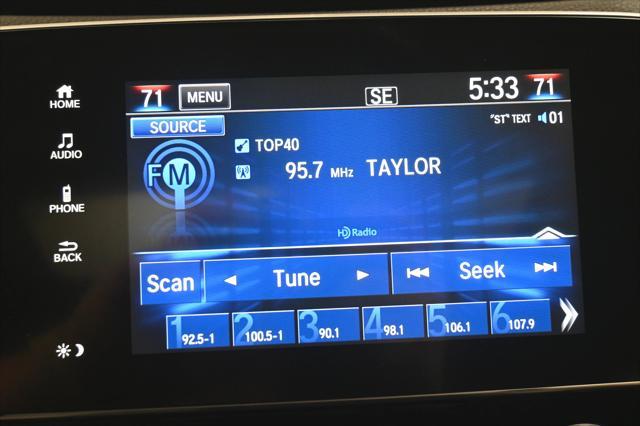 71 MENU SE 5:33 71
HOME
SOURCE "ST" TEXT 01
AUDIO
TOP40
FM 95.7 MHz TAYLOR
PHONE
HD Radio
BACK
Scan Tune Seek
1 92.5-1 2 100.5-1 3 90.1 4 98.1 5 106.1 6 107.9